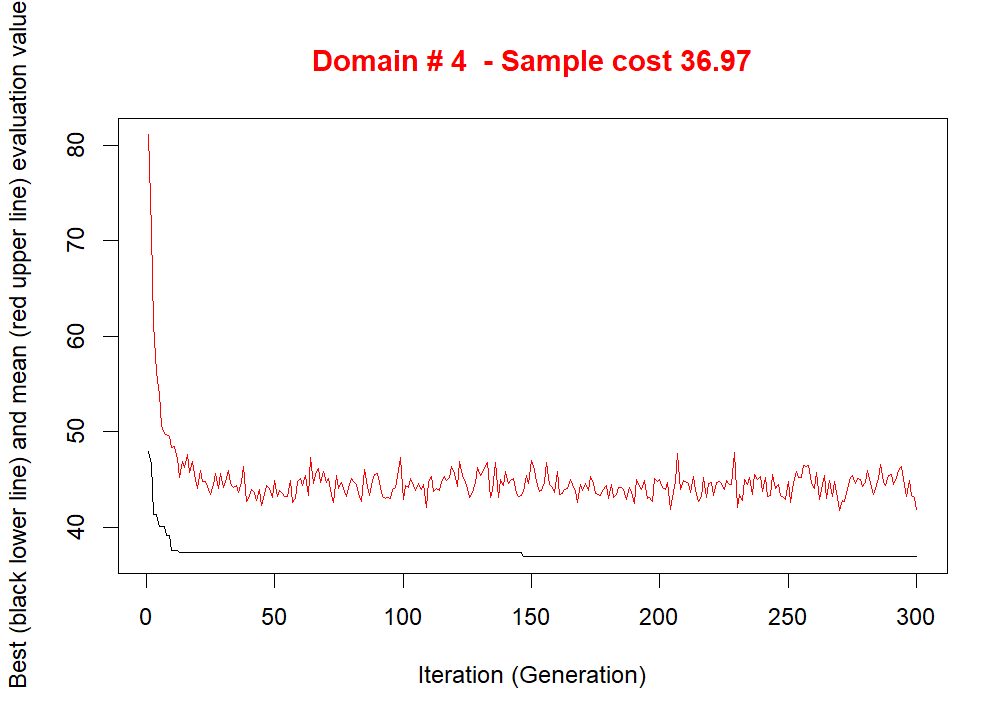 Domain # 4  - Sample cost 36.97
Best (black lower line) and mean (red upper line) evaluation value
80
70
60
50
40
0 50 100 150 200 250 300
Iteration (Generation)